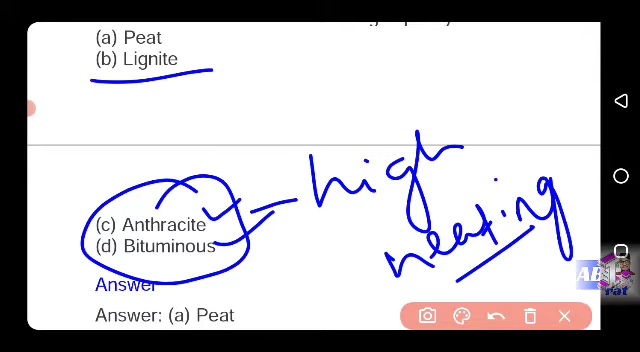 (a) Peat
(b) Lignite
high
heating
(c) Anthracite
(d) Bituminous
Answer
Answer: (a) Peat